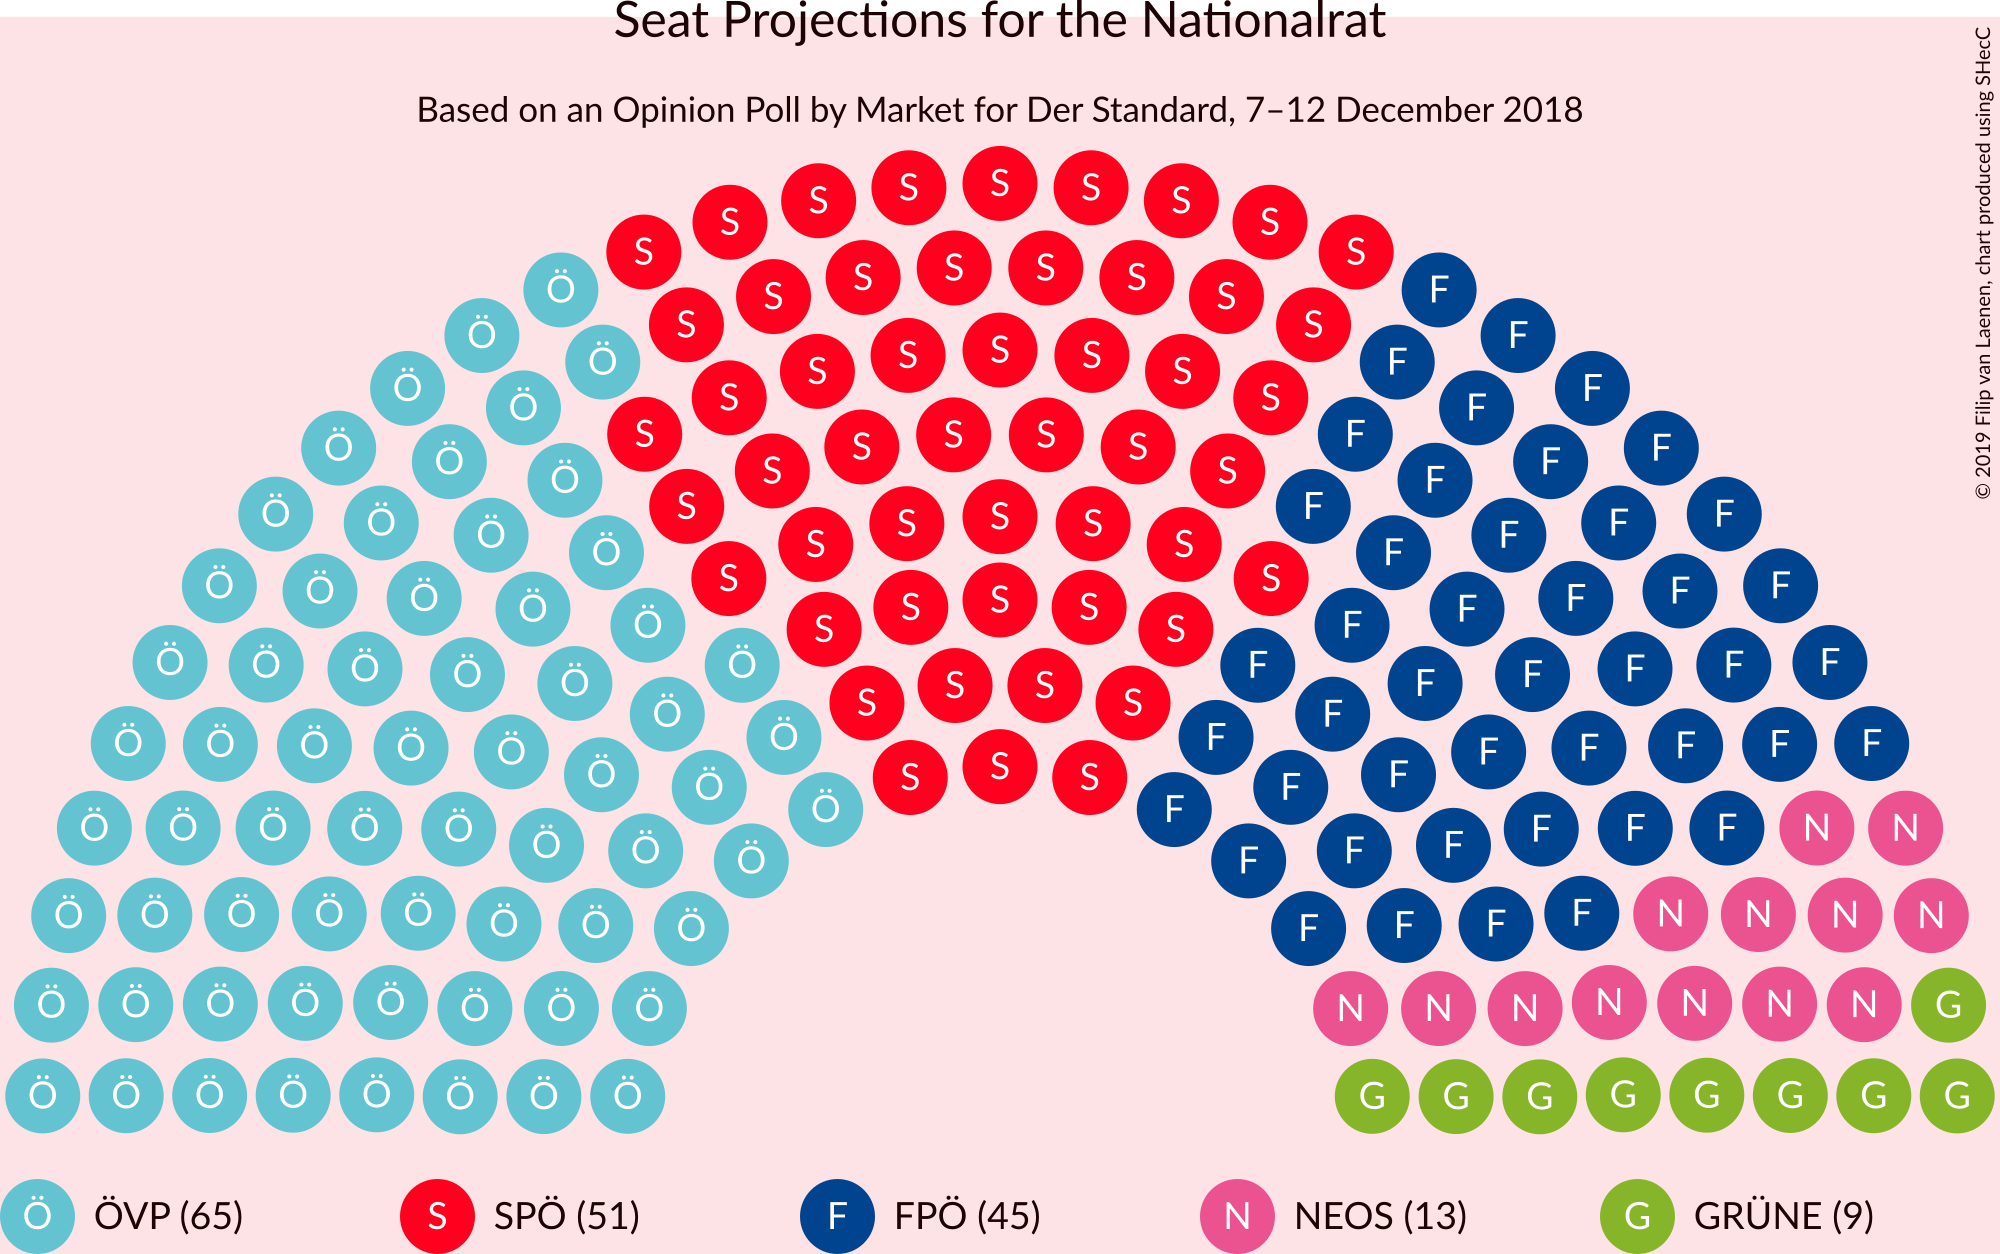 Seat Projections for the Nationalrat
Based on an Opinion Poll by Market for Der Standard, 7–12 December 2018
© 2019 Filip van Laenen, chart produced using SHecC
S S S S S S S S S
Ö S S S S S S S S F
Ö Ö S S S S S S S F F
Ö Ö S S S S S S S F F
Ö Ö Ö S S S S S S F F F
Ö Ö Ö S S S S S S F F F
Ö Ö Ö Ö S S S S S F F F F
Ö Ö Ö Ö Ö S S S S F F F F F
Ö Ö Ö Ö Ö Ö S S S F F F F F F
Ö Ö Ö Ö Ö Ö Ö Ö F F F F F F F F
Ö Ö Ö Ö Ö Ö Ö Ö F F F F F F N N
Ö Ö Ö Ö Ö Ö Ö Ö F F F F N N N N
Ö Ö Ö Ö Ö Ö Ö Ö N N N N N N N G
Ö Ö Ö Ö Ö Ö Ö Ö G G G G G G G G
Ö ÖVP (65) S SPÖ (51) F FPÖ (45) N NEOS (13) G GRÜNE (9)